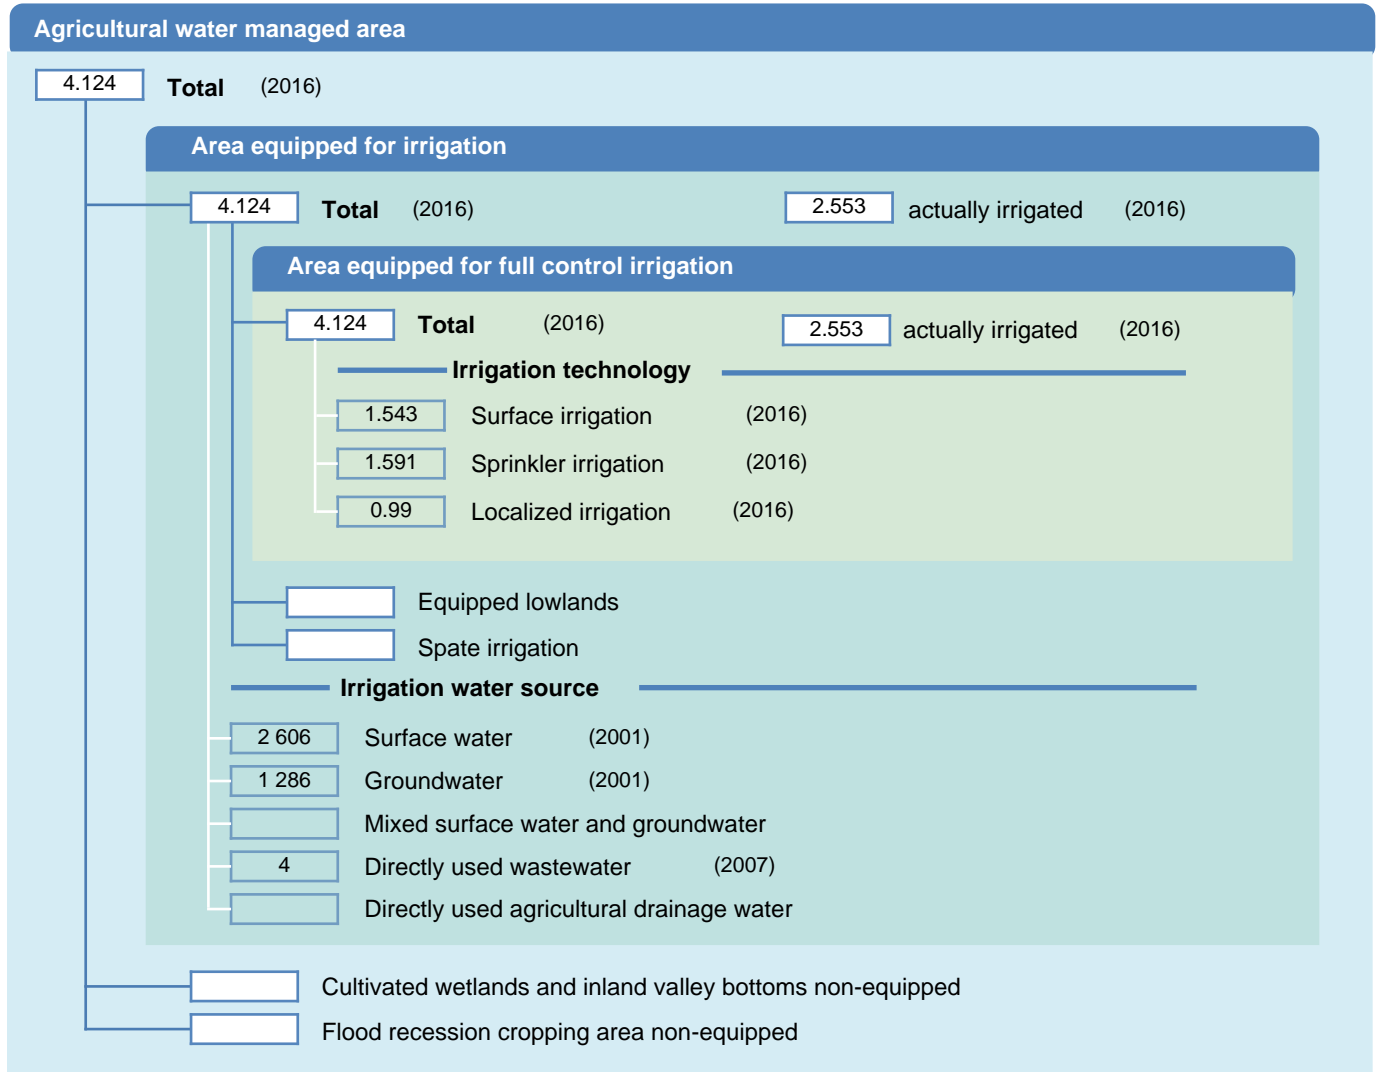 Agricultural water managed area
4.124 Total (2016)
Area equipped for irrigation
4.124 Total (2016) 2.553 actually irrigated (2016)
Area equipped for full control irrigation
4.124 Total (2016) 2.553 actually irrigated (2016)
Irrigation technology
1.543 Surface irrigation (2016)
1.591 Sprinkler irrigation (2016)
0.99 Localized irrigation (2016)
Equipped lowlands
Spate irrigation
Irrigation water source
2 606 Surface water (2001)
1 286 Groundwater (2001)
Mixed surface water and groundwater
4 Directly used wastewater (2007)
Directly used agricultural drainage water
Cultivated wetlands and inland valley bottoms non-equipped
Flood recession cropping area non-equipped